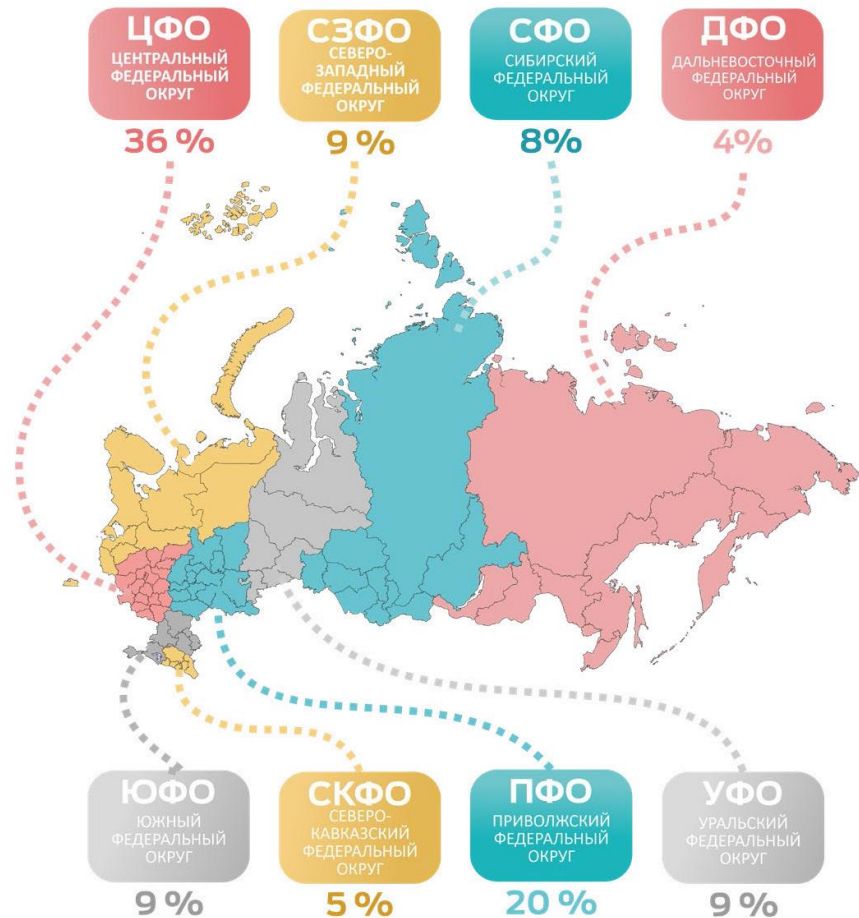 ЦФО
ЦЕНТРАЛЬНЫЙ
ФЕДЕРАЛЬНЫЙ
ОКРУГ
36 %
СЗФО
СЕВЕРО-
ЗАПАДНЫЙ
ФЕДЕРАЛЬНЫЙ
ОКРУГ
9 %
СФО
СИБИРСКИЙ
ФЕДЕРАЛЬНЫЙ
ОКРУГ
8%
ДФО
ДАЛЬНЕВОСТОЧНЫЙ
ФЕДЕРАЛЬНЫЙ
ОКРУГ
4%
ЮФО
ЮЖНЫЙ
ФЕДЕРАЛЬНЫЙ
ОКРУГ
9 %
СКФО
СЕВЕРО-
КАВКАЗСКИЙ
ФЕДЕРАЛЬНЫЙ
ОКРУГ
5 %
ПФО
ПРИВОЛЖСКИЙ
ФЕДЕРАЛЬНЫЙ
ОКРУГ
20 %
УФО
УРАЛЬСКИЙ
ФЕДЕРАЛЬНЫЙ
ОКРУГ
9 %